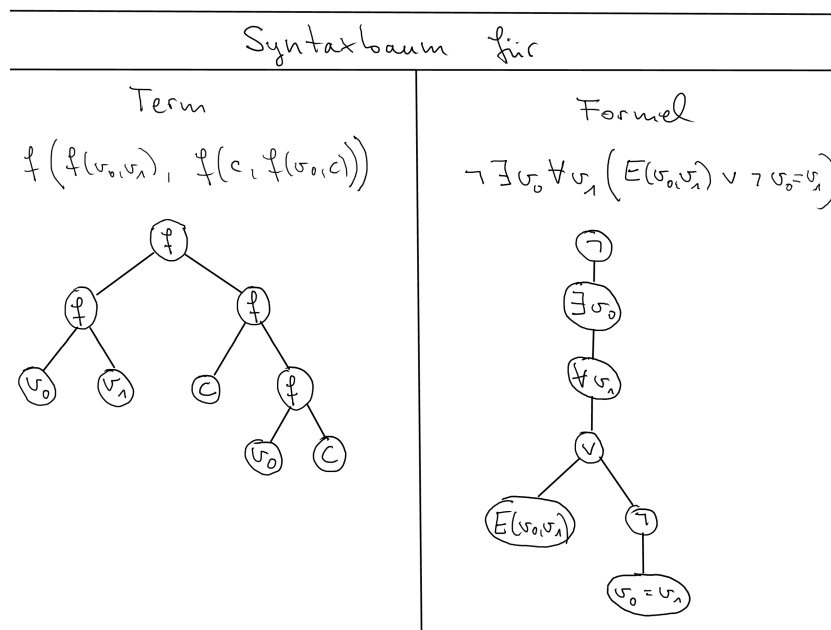 Syntaxbaum für
Term
f(f(v₀,v₁), f(c, f(v₀,c)))
f
f
f
v₀
v₁
c
f
v₀
c
Formel
¬∃v₀∀v₁(E(v₀,v₁) ∨ ¬v₀=v₁)
¬
∃v₀
∀v₁
∨
E(v₀,v₁)
¬
v₀=v₁